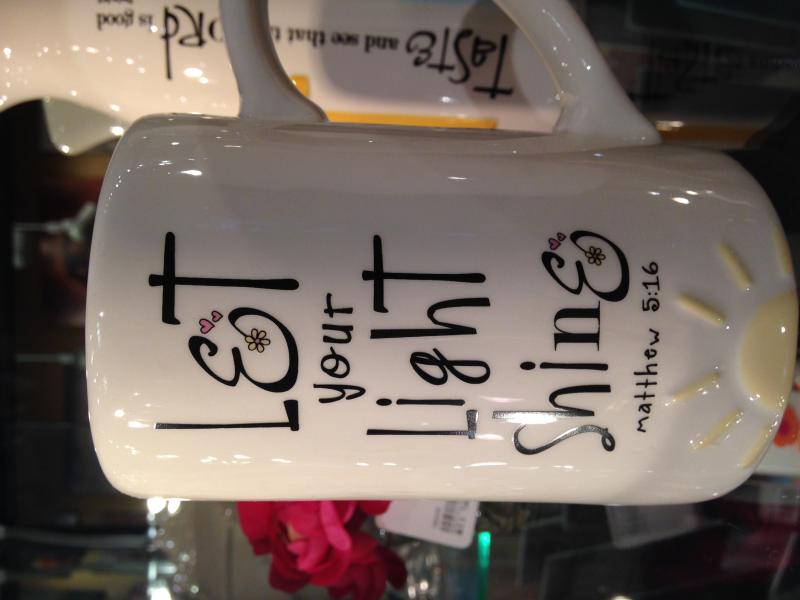 LET
your
Light
shine
matthew 5:16
TASTE and see that the
LORD is good